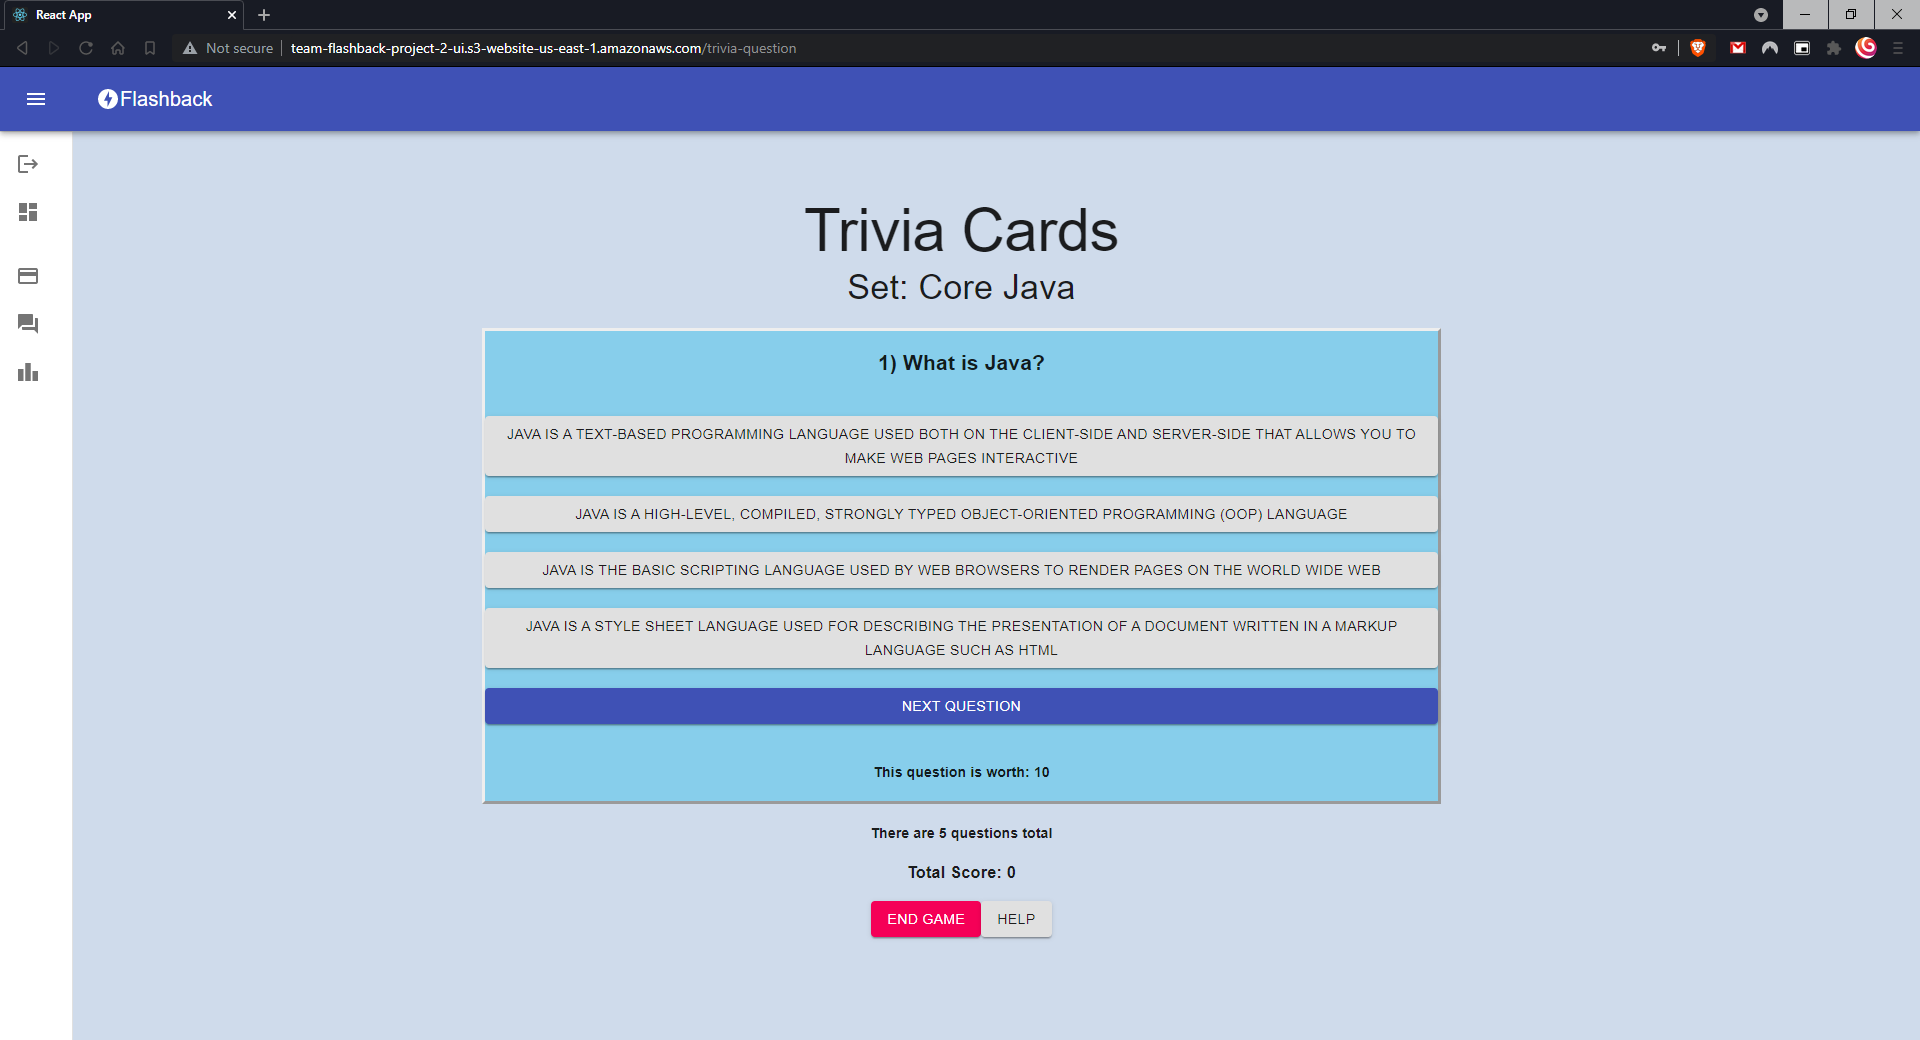 React App
Not secure
team-flashback-project-2-ui.s3-website-us-east-1.amazonaws.com/trivia-question
Flashback
Trivia Cards
Set: Core Java
1) What is Java?
JAVA IS A TEXT-BASED PROGRAMMING LANGUAGE USED BOTH ON THE CLIENT-SIDE AND SERVER-SIDE THAT ALLOWS YOU TO
MAKE WEB PAGES INTERACTIVE
JAVA IS A HIGH-LEVEL, COMPILED, STRONGLY TYPED OBJECT-ORIENTED PROGRAMMING (OOP) LANGUAGE
JAVA IS THE BASIC SCRIPTING LANGUAGE USED BY WEB BROWSERS TO RENDER PAGES ON THE WORLD WIDE WEB
JAVA IS A STYLE SHEET LANGUAGE USED FOR DESCRIBING THE PRESENTATION OF A DOCUMENT WRITTEN IN A MARKUP
LANGUAGE SUCH AS HTML
NEXT QUESTION
This question is worth: 10
There are 5 questions total
Total Score: 0
END GAME
HELP